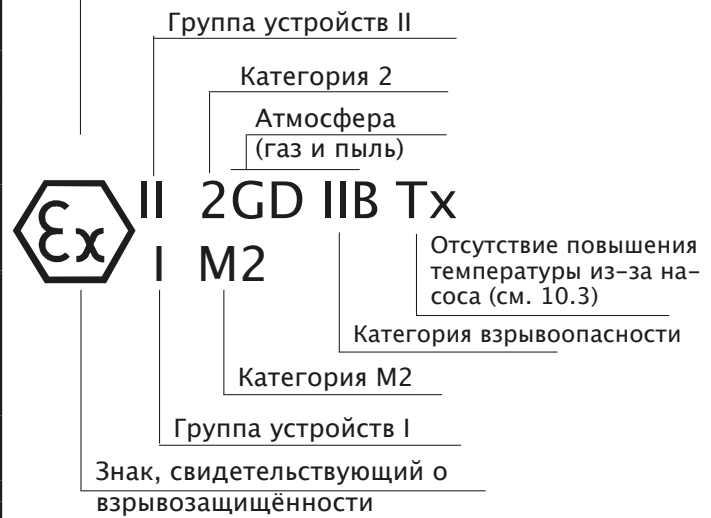 Группа устройств II
Категория 2
Атмосфера
(газ и пыль)
Ex II 2GD IIB Tx
I M2
Отсутствие повышения
температуры из-за на-
соса (см. 10.3)
Категория взрывоопасности
Категория M2
Группа устройств I
Знак, свидетельствующий о
взрывозащищённости